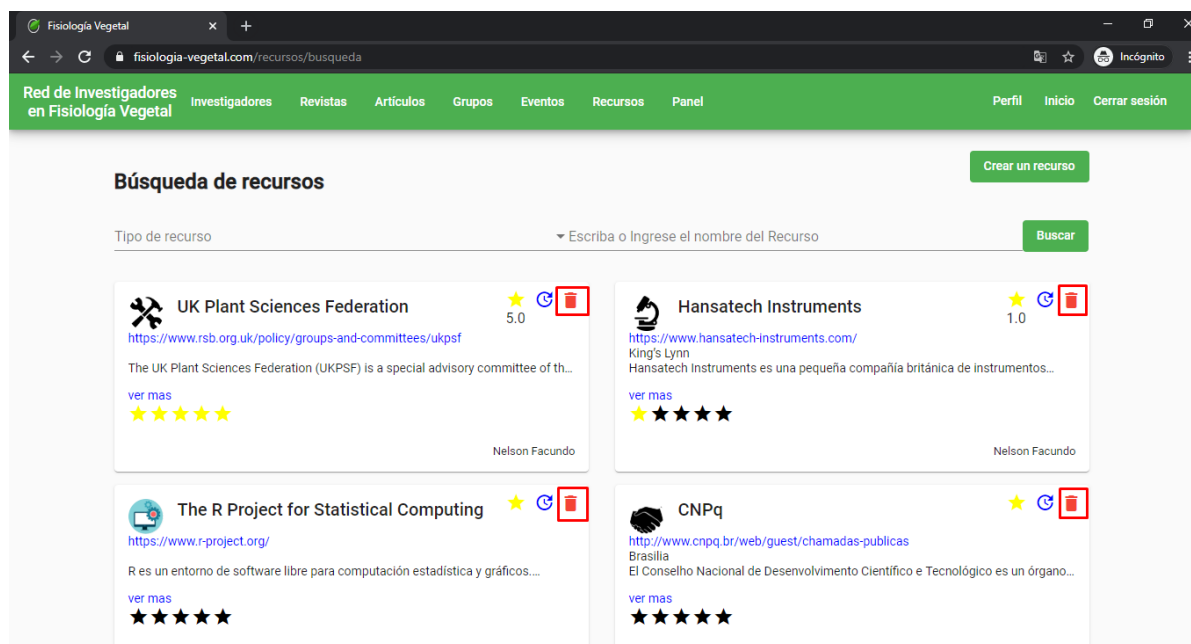 Fisiología Vegetal
fisiologia-vegetal.com/recursos/busqueda
Incógnito
Red de Investigadores
en Fisiología Vegetal
Investigadores
Revistas
Artículos
Grupos
Eventos
Recursos
Panel
Perfil
Inicio
Cerrar sesión
Búsqueda de recursos
Crear un recurso
Tipo de recurso
Escriba o Ingrese el nombre del Recurso
Buscar
UK Plant Sciences Federation
5.0
https://www.rsb.org.uk/policy/groups-and-committees/ukpsf
The UK Plant Sciences Federation (UKPSF) is a special advisory committee of th...
ver mas
Nelson Facundo
Hansatech Instruments
1.0
https://www.hansatech-instruments.com/
King's Lynn
Hansatech Instruments es una pequeña compañía británica de instrumentos...
ver mas
Nelson Facundo
The R Project for Statistical Computing
https://www.r-project.org/
R es un entorno de software libre para computación estadística y gráficos....
ver mas
CNPq
http://www.cnpq.br/web/guest/chamadas-publicas
Brasilia
El Conselho Nacional de Desenvolvimento Científico e Tecnológico es un órgano...
ver mas